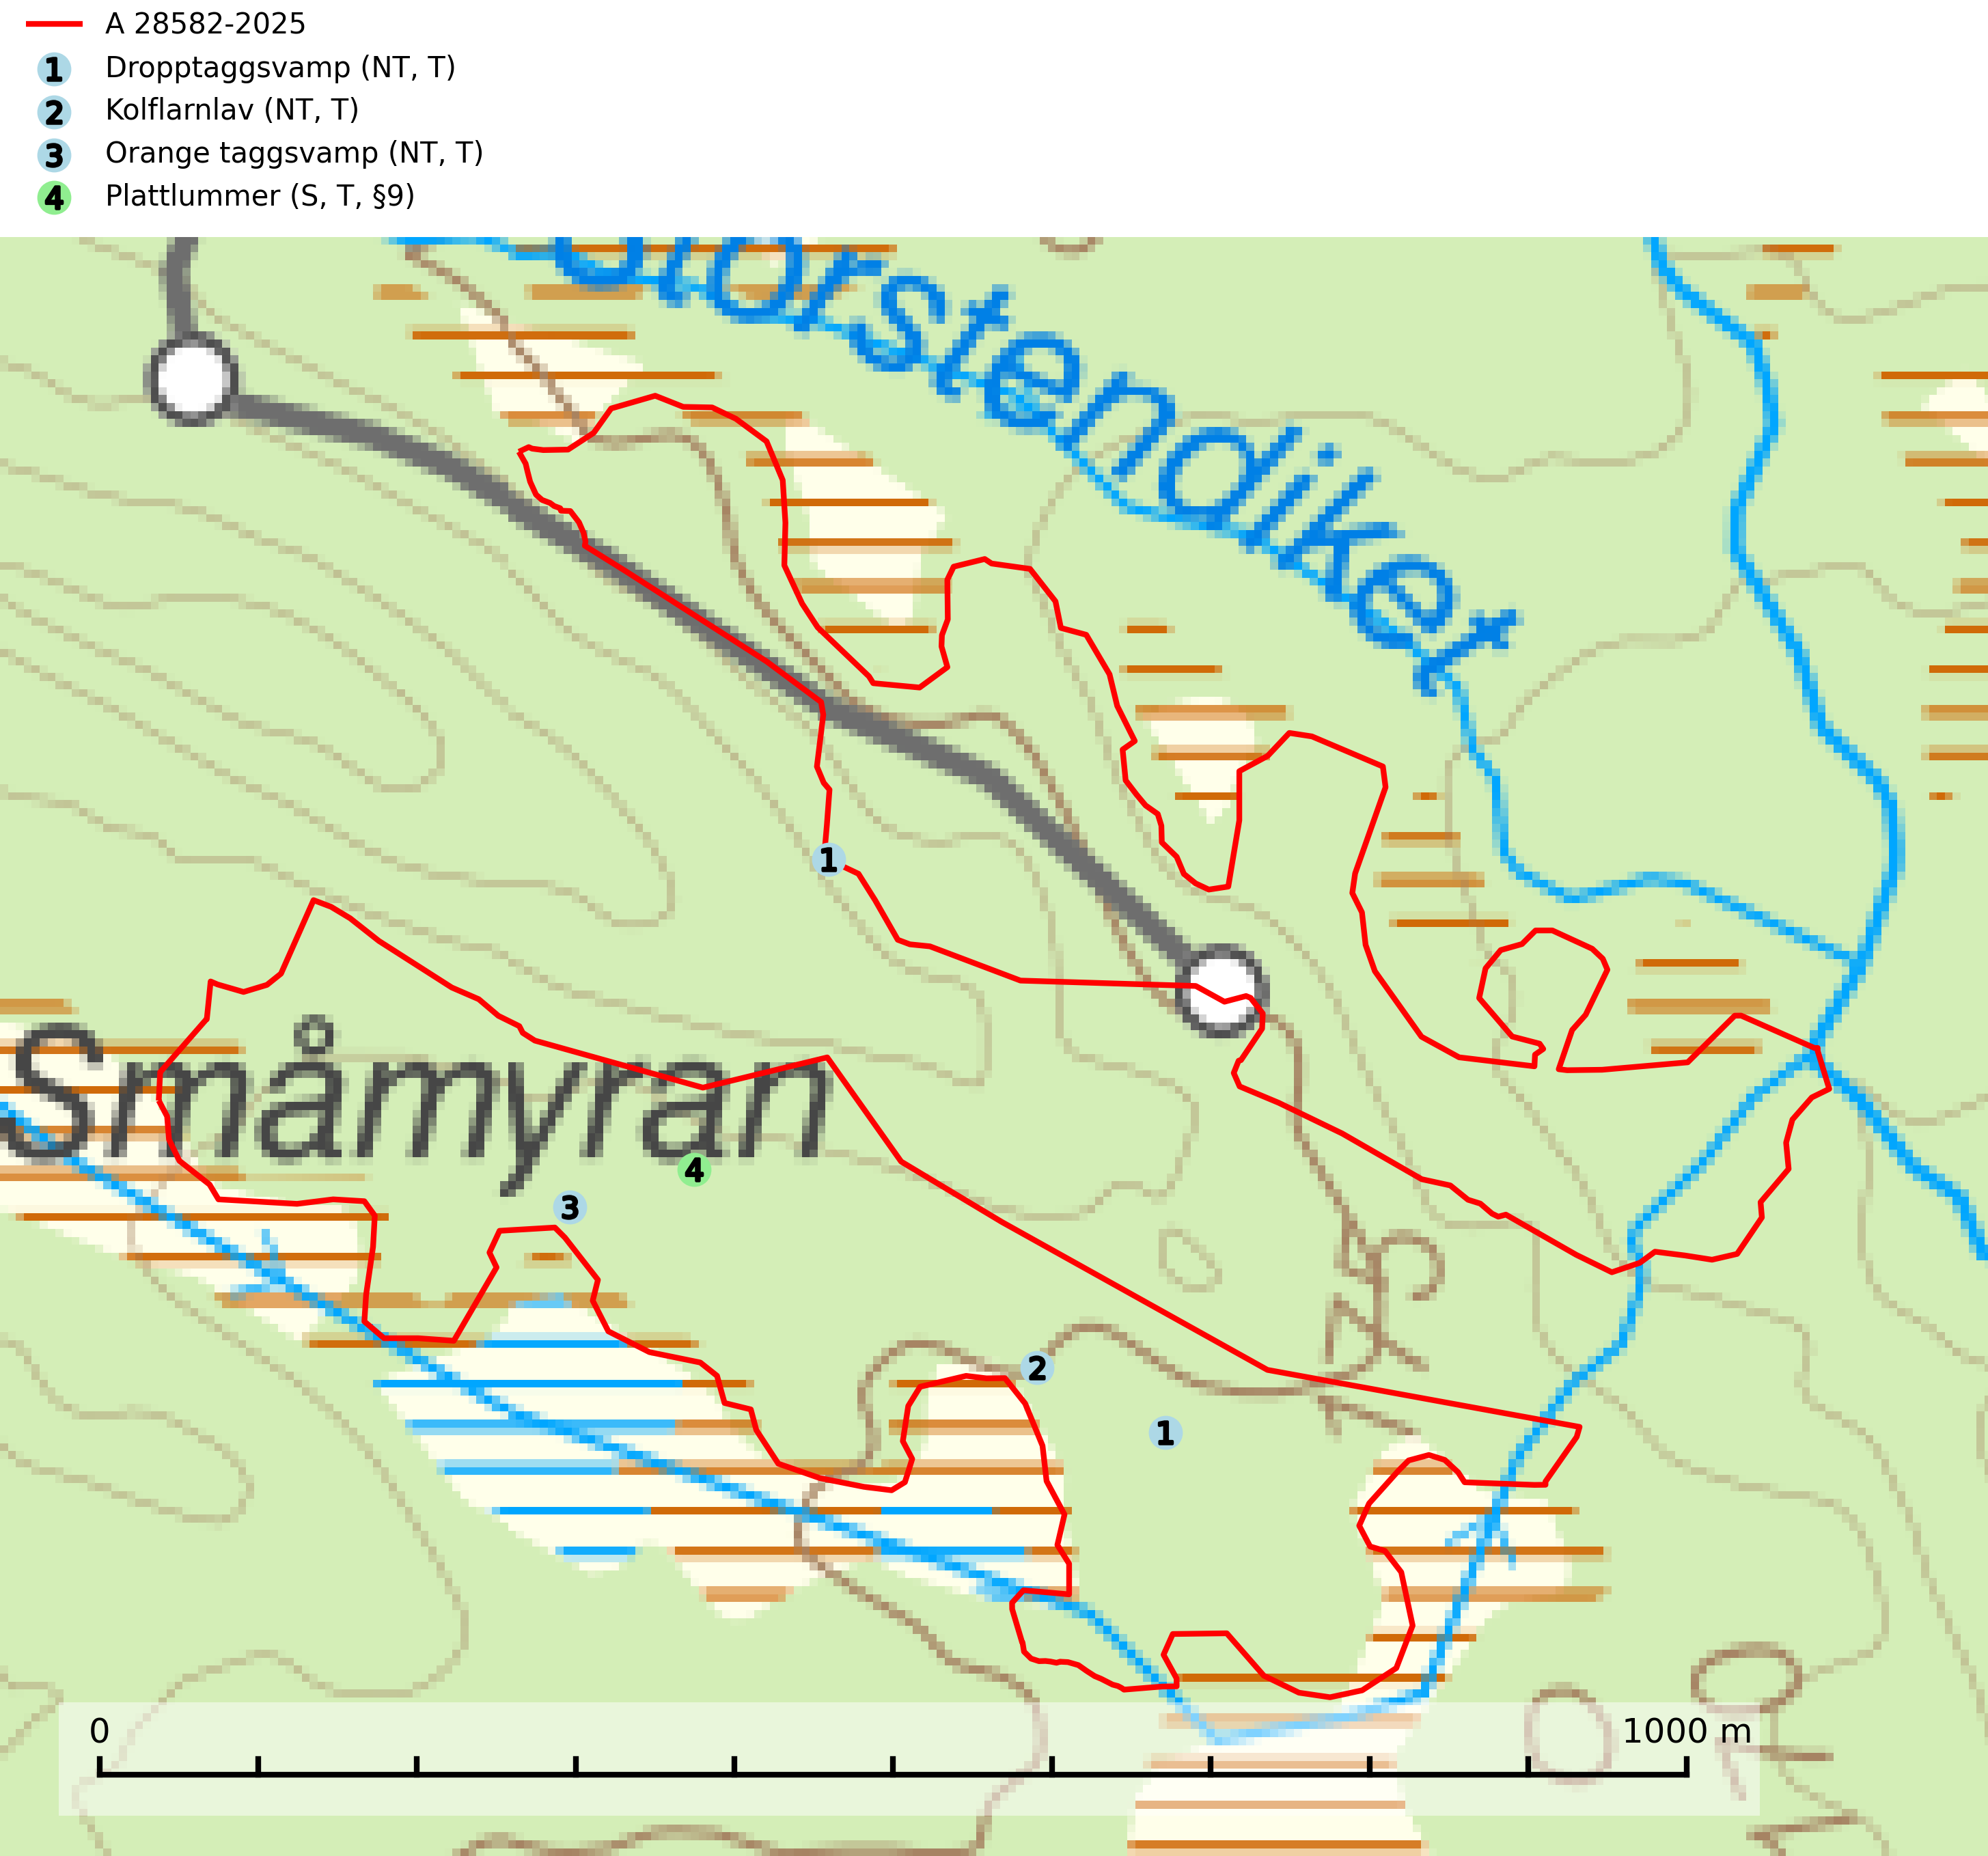 A 28582-2025
1 Dropptaggsvamp (NT, T)
2 Kolflarnlav (NT, T)
3 Orange taggsvamp (NT, T)
4 Plattlummer (S, T, §9)
1
Småmyran
4
3
2
1
0
1000 m